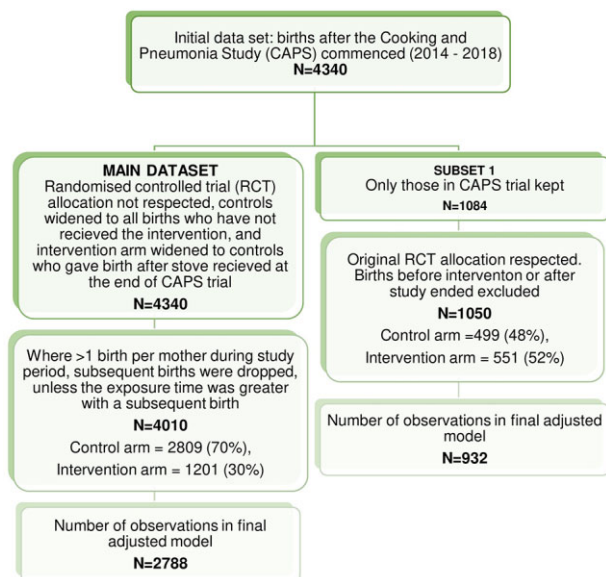 Initial data set: births after the Cooking and
Pneumonia Study (CAPS) commenced (2014 - 2018)
N=4340
MAIN DATASET
Randomised controlled trial (RCT)
allocation not respected, controls
widened to all births who have not
recieved the intervention, and
intervention arm widened to controls
who gave birth after stove recieved at
the end of CAPS trial
N=4340
Where >1 birth per mother during study
period, subsequent births were dropped,
unless the exposure time was greater
with a subsequent birth
N=4010
Control arm = 2809 (70%),
Intervention arm = 1201 (30%)
Number of observations in final
adjusted model
N=2788
SUBSET 1
Only those in CAPS trial kept
N=1084
Original RCT allocation respected.
Births before interventon or after
study ended excluded
N=1050
Control arm =499 (48%),
Intervention arm = 551 (52%)
Number of observations in final adjusted
model
N=932